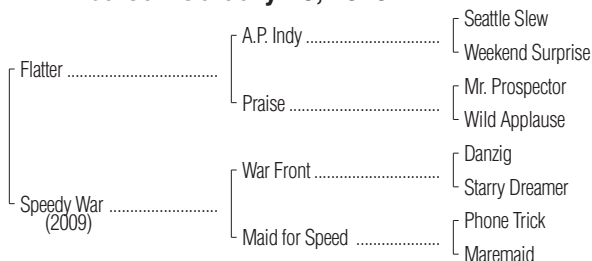 Seattle Slew
A.P. Indy ..........................................
Weekend Surprise
Flatter ...............................................
Mr. Prospector
Praise ................................................
Wild Applause
Danzig
War Front ........................................
Starry Dreamer
Speedy War .................................
(2009)
Phone Trick
Maid for Speed ..........................
Maremaid